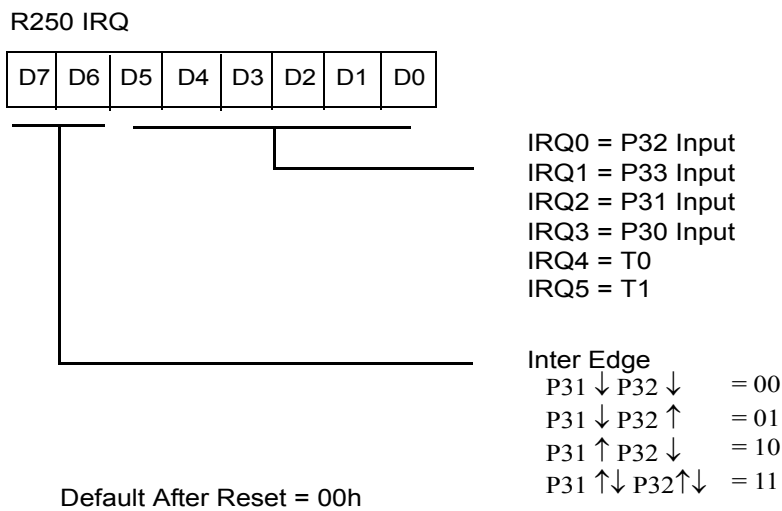 R250 IRQ
D7 D6 D5 D4 D3 D2 D1 D0
IRQ0 = P32 Input
IRQ1 = P33 Input
IRQ2 = P31 Input
IRQ3 = P30 Input
IRQ4 = T0
IRQ5 = T1
Inter Edge
P31 ↓ P32 ↓ = 00
P31 ↓ P32 ↑ = 01
P31 ↑ P32 ↓ = 10
P31 ↑↓ P32↑↓ = 11
Default After Reset = 00h